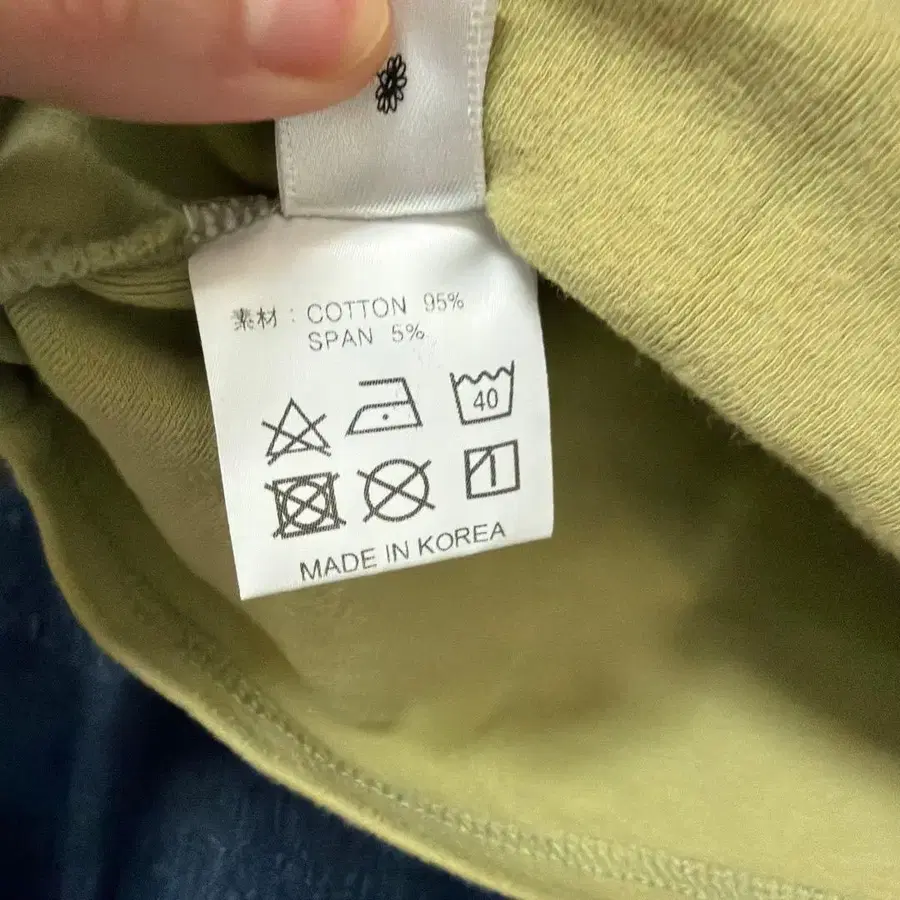 素材 : COTTON 95%
SPAN 5%
40
MADE IN KOREA